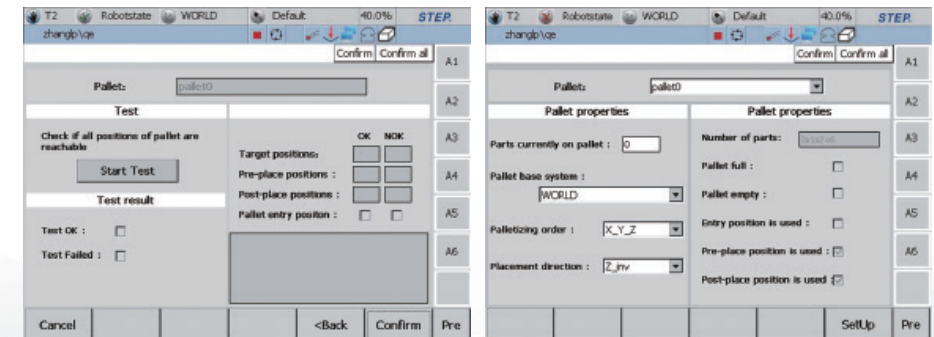 T2 Robotstate WORLD Default 40.0% STEP.
zhanglp\qe
Confirm Confirm all
Pallet: pallet0
Test
Check if all positions of pallet are
reachable
Start Test
Test result
Test OK :
Test Failed :
OK NOK
Target positions:
Pre-place positions :
Post-place positions :
Pallet entry positon :
A1
A2
A3
A4
A5
A6
Cancel <Back Confirm Pre
T2 Robotstate WORLD Default 40.0% STEP.
zhanglp\qe
Confirm Confirm all
Pallet: pallet0
Pallet properties
Parts currently on pallet : 0
Pallet base system :
WORLD
Palletizing order : X_Y_Z
Placement direction : Z_inv
Pallet properties
Number of parts:
Pallet full :
Pallet empty :
Entry position is used :
Pre-place position is used :
Post-place position is used :
A1
A2
A3
A4
A5
A6
SetUp Pre